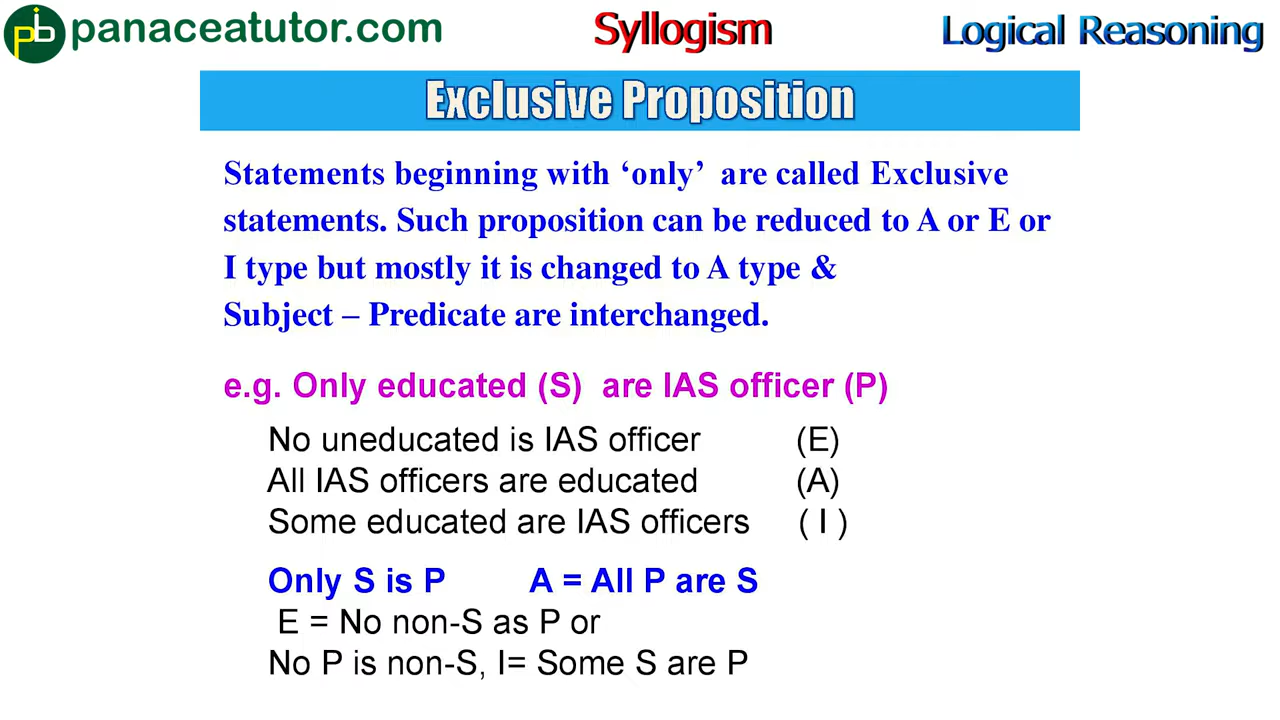 pib panaceatutor.com Syllogism Logical Reasoning
Exclusive Proposition
Statements beginning with ‘only’ are called Exclusive
statements. Such proposition can be reduced to A or E or
I type but mostly it is changed to A type &
Subject – Predicate are interchanged.
e.g. Only educated (S) are IAS officer (P)
No uneducated is IAS officer (E)
All IAS officers are educated (A)
Some educated are IAS officers ( I )
Only S is P A = All P are S
E = No non-S as P or
No P is non-S, I= Some S are P